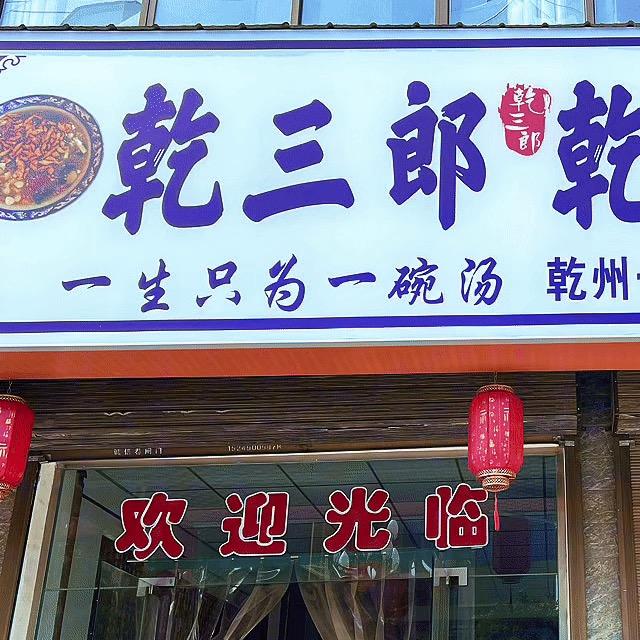 乾三郎 乾
乾三郎
一生只为一碗汤 乾州
欢迎光临